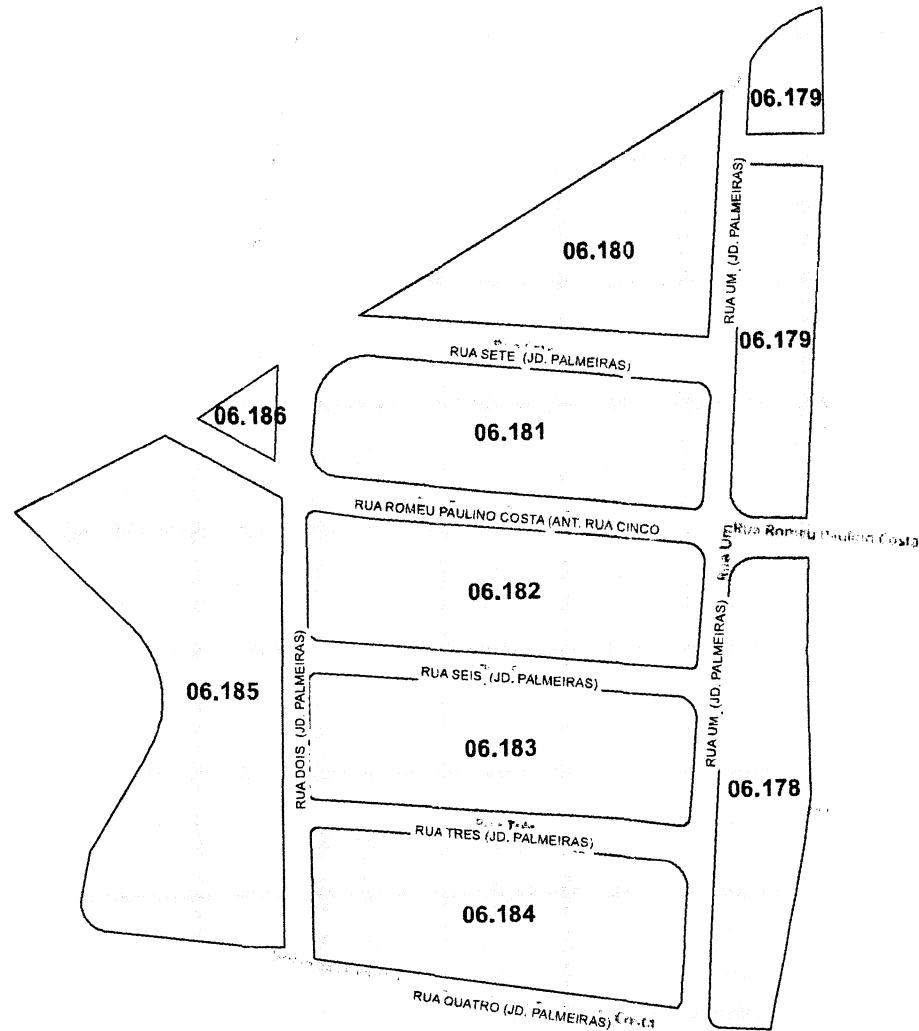 06.179
06.180
RUA UM (JD. PALMEIRAS)
06.179
RUA SETE (JD. PALMEIRAS)
06.186
06.181
RUA ROMEU PAULINO COSTA (ANT. RUA CINCO
Rua Romeu Paulino Costa
Rua Um
06.182
RUA SEIS (JD. PALMEIRAS)
06.185
RUA DOIS (JD. PALMEIRAS)
RUA UM (JD. PALMEIRAS)
06.183
06.178
RUA TRES (JD. PALMEIRAS)
06.184
RUA QUATRO (JD. PALMEIRAS)